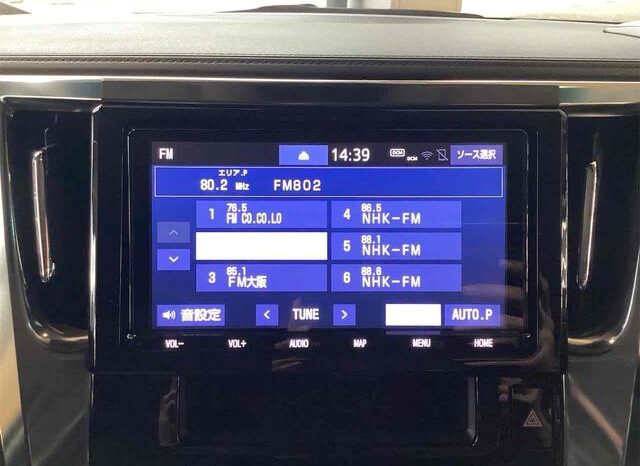 FM 14:39 DCM DCM ソース選択
エリア.P
80.2 MHz FM802
1 76.5 FM CO.CO.LO
4 86.5 NHK-FM
5 88.1 NHK-FM
3 85.1 FM大阪
6 88.6 NHK-FM
音設定 < TUNE > AUTO.P
VOL− VOL+ AUDIO MAP MENU HOME